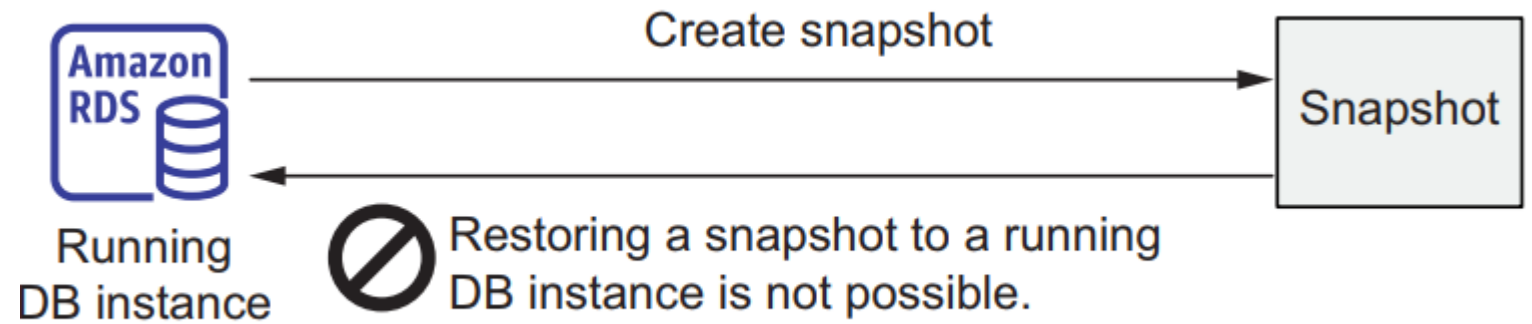 Create snapshot
Amazon
RDS
Snapshot
Running
DB instance
Restoring a snapshot to a running
DB instance is not possible.